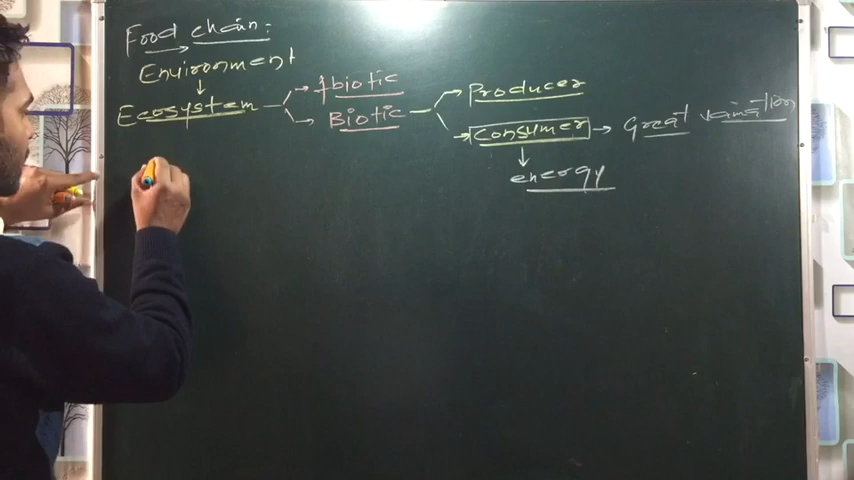 Food chain:
Environment
↓
Ecosystem → Abiotic
→ Biotic → Producer
→ Consumer → Great variation
↓
energy